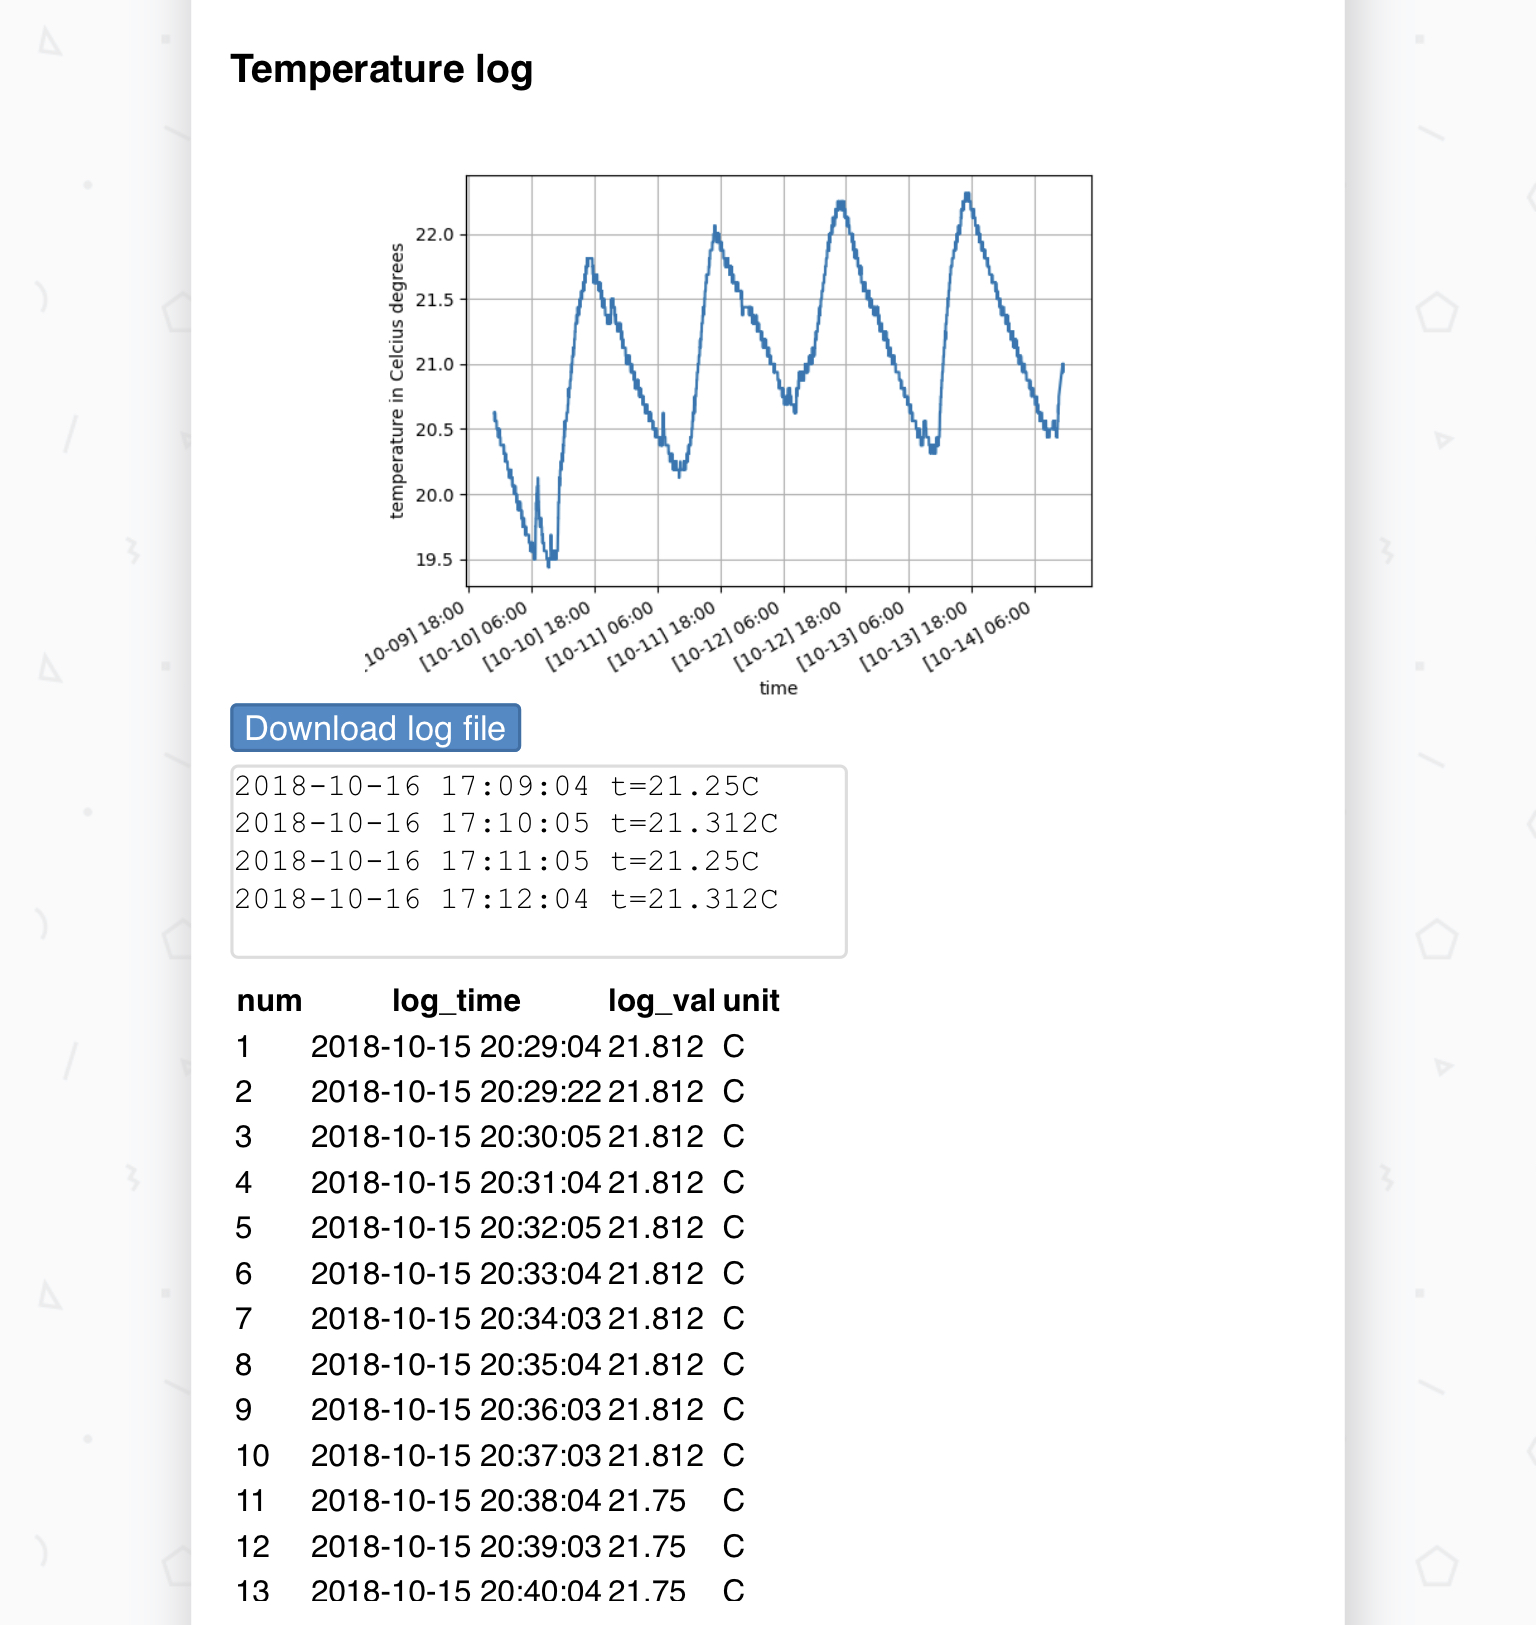 Temperature log
22.0
21.5
21.0
20.5
20.0
19.5
temperature in Celcius degrees
10-09] 18:00
[10-10] 06:00
[10-10] 18:00
[10-11] 06:00
[10-11] 18:00
[10-12] 06:00
[10-12] 18:00
[10-13] 06:00
[10-13] 18:00
[10-14] 06:00
time
Download log file
2018-10-16 17:09:04 t=21.25C
2018-10-16 17:10:05 t=21.312C
2018-10-16 17:11:05 t=21.25C
2018-10-16 17:12:04 t=21.312C
num log_time log_val unit
1 2018-10-15 20:29:04 21.812 C
2 2018-10-15 20:29:22 21.812 C
3 2018-10-15 20:30:05 21.812 C
4 2018-10-15 20:31:04 21.812 C
5 2018-10-15 20:32:05 21.812 C
6 2018-10-15 20:33:04 21.812 C
7 2018-10-15 20:34:03 21.812 C
8 2018-10-15 20:35:04 21.812 C
9 2018-10-15 20:36:03 21.812 C
10 2018-10-15 20:37:03 21.812 C
11 2018-10-15 20:38:04 21.75 C
12 2018-10-15 20:39:03 21.75 C
13 2018-10-15 20:40:04 21.75 C